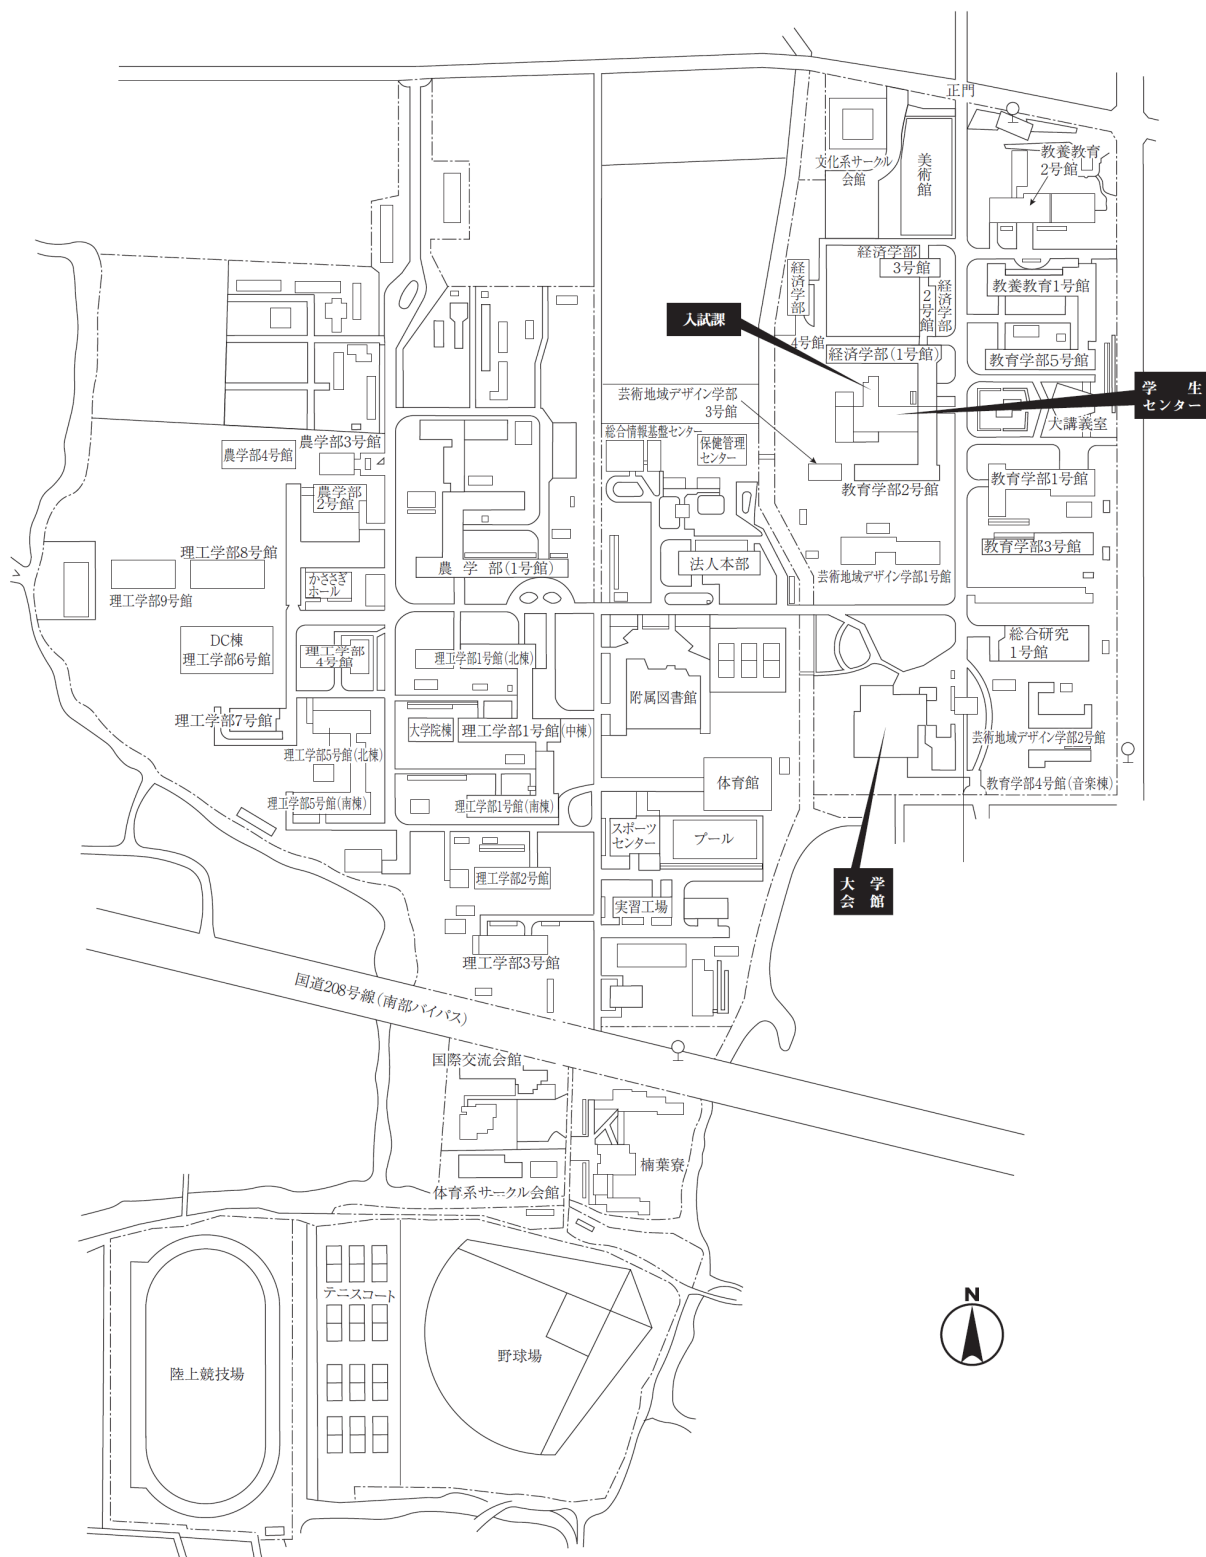 正門
教養教育
2号館
文化系サークル
会館
美術館
経済学部
3号館
経済学部
4号館
経済学部
2号館
教養教育1号館
入試課
経済学部(1号館)
教育学部5号館
学生
センター
芸術地域デザイン学部
3号館
大講義室
総合情報基盤センター
保健管理
センター
農学部3号館
農学部4号館
教育学部1号館
教育学部2号館
農学部
2号館
教育学部3号館
理工学部8号館
農学部(1号館)
法人本部
芸術地域デザイン学部1号館
かささぎ
ホール
理工学部9号館
DC棟
理工学部6号館
理工学部
4号館
理工学部1号館(北棟)
総合研究
1号館
附属図書館
理工学部7号館
大学院棟
理工学部1号館(中棟)
芸術地域デザイン学部2号館
理工学部5号館(北棟)
体育館
教育学部4号館(音楽棟)
理工学部5号館(南棟)
理工学部1号館(南棟)
スポーツ
センター
プール
理工学部2号館
大学
会館
実習工場
理工学部3号館
国道208号線(南部バイパス)
国際交流会館
楠葉寮
体育系サークル会館
テニスコート
N
野球場
陸上競技場